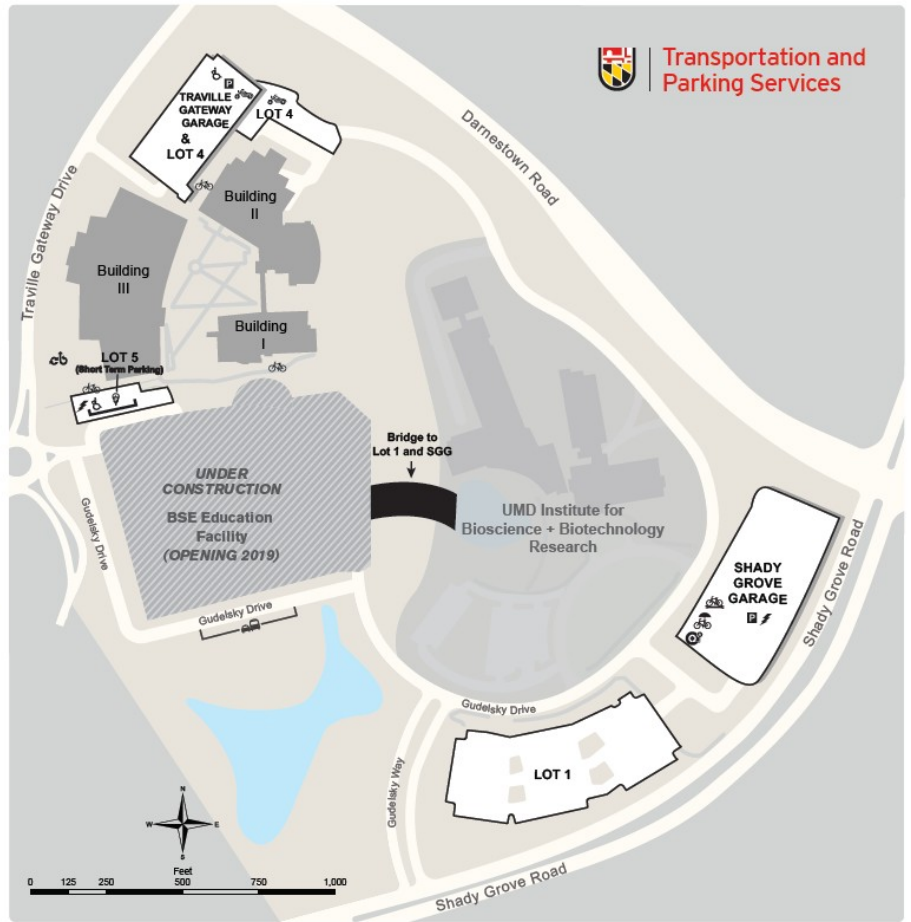 Transportation and
Parking Services
Darnestown Road
TRAVILLE
GATEWAY
GARAGE
&
LOT 4
P
LOT 4
Traville Gateway Drive
Building
II
Building
III
Building
I
LOT 5
(Short Term Parking)
Bridge to
Lot 1 and SGG
UNDER
CONSTRUCTION
BSE Education
Facility
(OPENING 2019)
UMD Institute for
Bioscience + Biotechnology
Research
Gudelsky Drive
SHADY
GROVE
GARAGE
P
Shady Grove Road
Gudelsky Drive
Gudelsky Drive
LOT 1
Gudelsky Way
N
W
E
S
Feet
0 125 250 500 750 1,000
Shady Grove Road